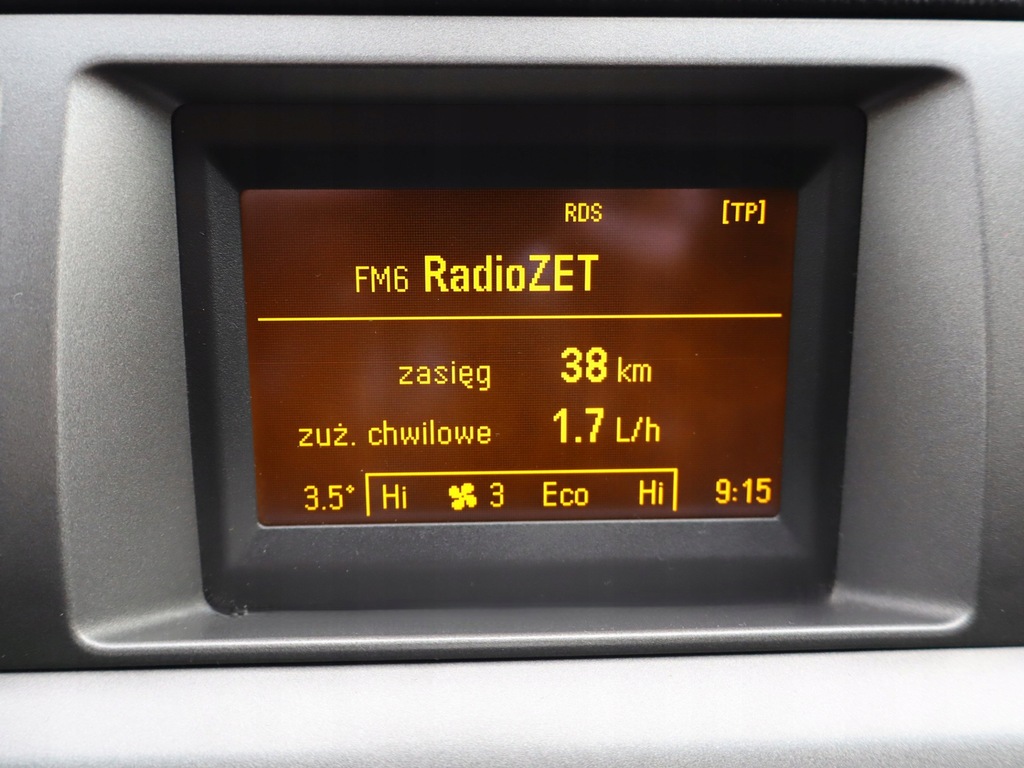 RDS [TP]
FM6 RadioZET
zasięg 38 km
zuż. chwilowe 1.7 L/h
3.5° Hi 3 Eco Hi 9:15